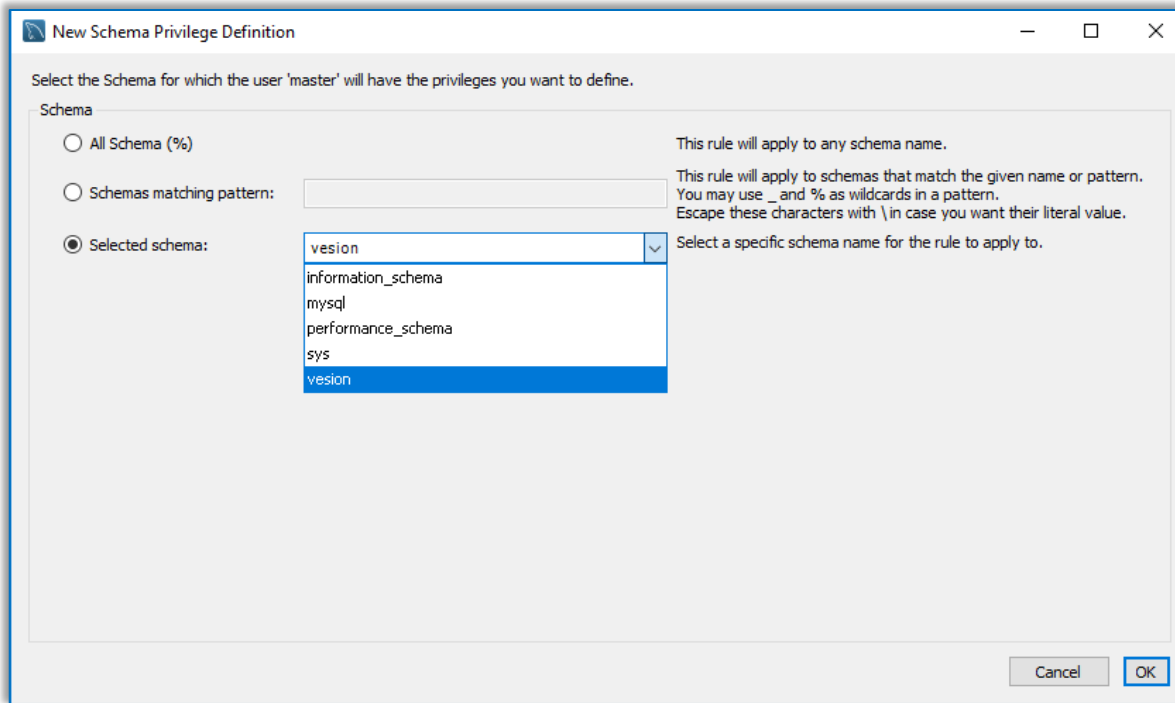 New Schema Privilege Definition
Select the Schema for which the user 'master' will have the privileges you want to define.
Schema
All Schema (%)
This rule will apply to any schema name.
Schemas matching pattern:
This rule will apply to schemas that match the given name or pattern.
You may use _ and % as wildcards in a pattern.
Escape these characters with \ in case you want their literal value.
Selected schema:
vesion
Select a specific schema name for the rule to apply to.
information_schema
mysql
performance_schema
sys
vesion
Cancel
OK